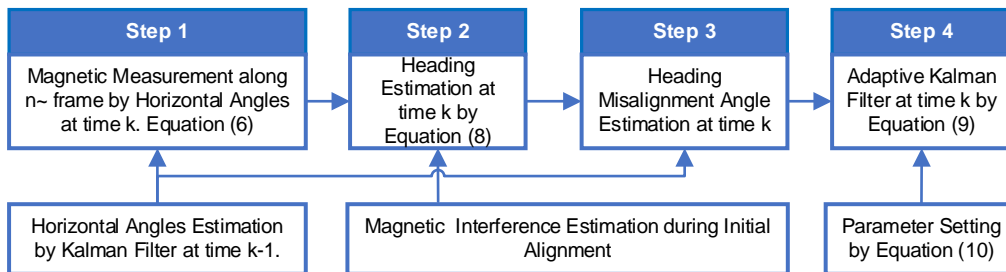 Step 1
Magnetic Measurement along
n~ frame by Horizontal Angles
at time k. Equation (6)
Step 2
Heading
Estimation at
time k by
Equation (8)
Step 3
Heading
Misalignment Angle
Estimation at time k
Step 4
Adaptive Kalman
Filter at time k by
Equation (9)
Horizontal Angles Estimation
by Kalman Filter at time k-1.
Magnetic Interference Estimation during Initial
Alignment
Parameter Setting
by Equation (10)